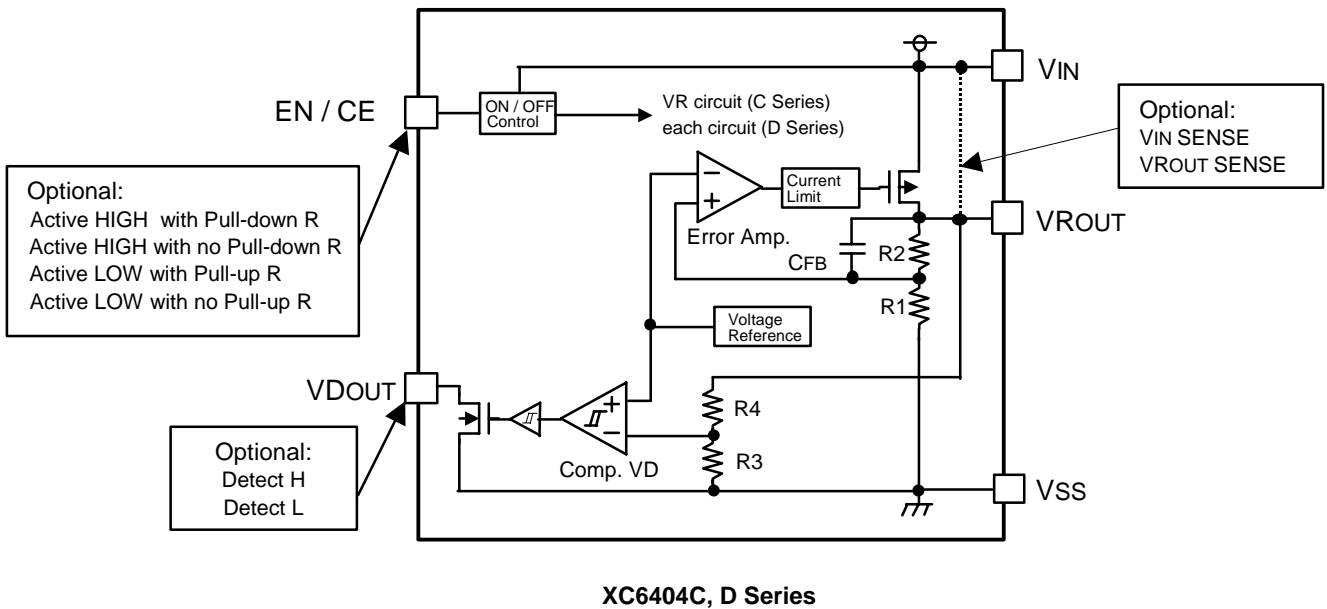 VIN
EN / CE
ON / OFF
Control
VR circuit (C Series)
each circuit (D Series)
Optional:
VIN SENSE
VROUT SENSE
Optional:
Active HIGH with Pull-down R
Active HIGH with no Pull-down R
Active LOW with Pull-up R
Active LOW with no Pull-up R
−
+
Current
Limit
Error Amp.
VROUT
CFB
R2
R1
Voltage
Reference
VDOUT
+
−
R4
R3
Comp. VD
Optional:
Detect H
Detect L
VSS
XC6404C, D Series